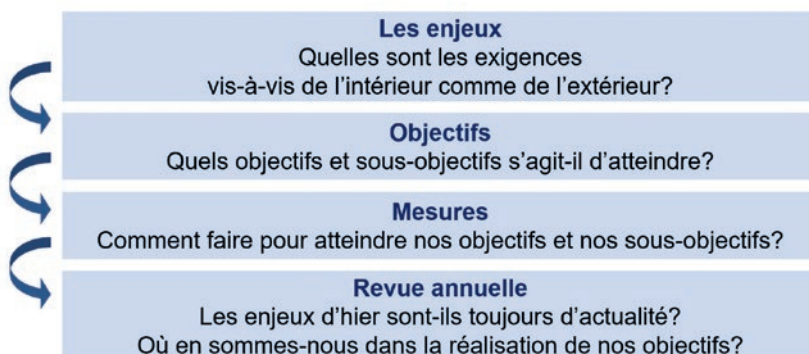 Les enjeux
Quelles sont les exigences
vis-à-vis de l’intérieur comme de l’extérieur?
Objectifs
Quels objectifs et sous-objectifs s’agit-il d’atteindre?
Mesures
Comment faire pour atteindre nos objectifs et nos sous-objectifs?
Revue annuelle
Les enjeux d’hier sont-ils toujours d’actualité?
Où en sommes-nous dans la réalisation de nos objectifs?